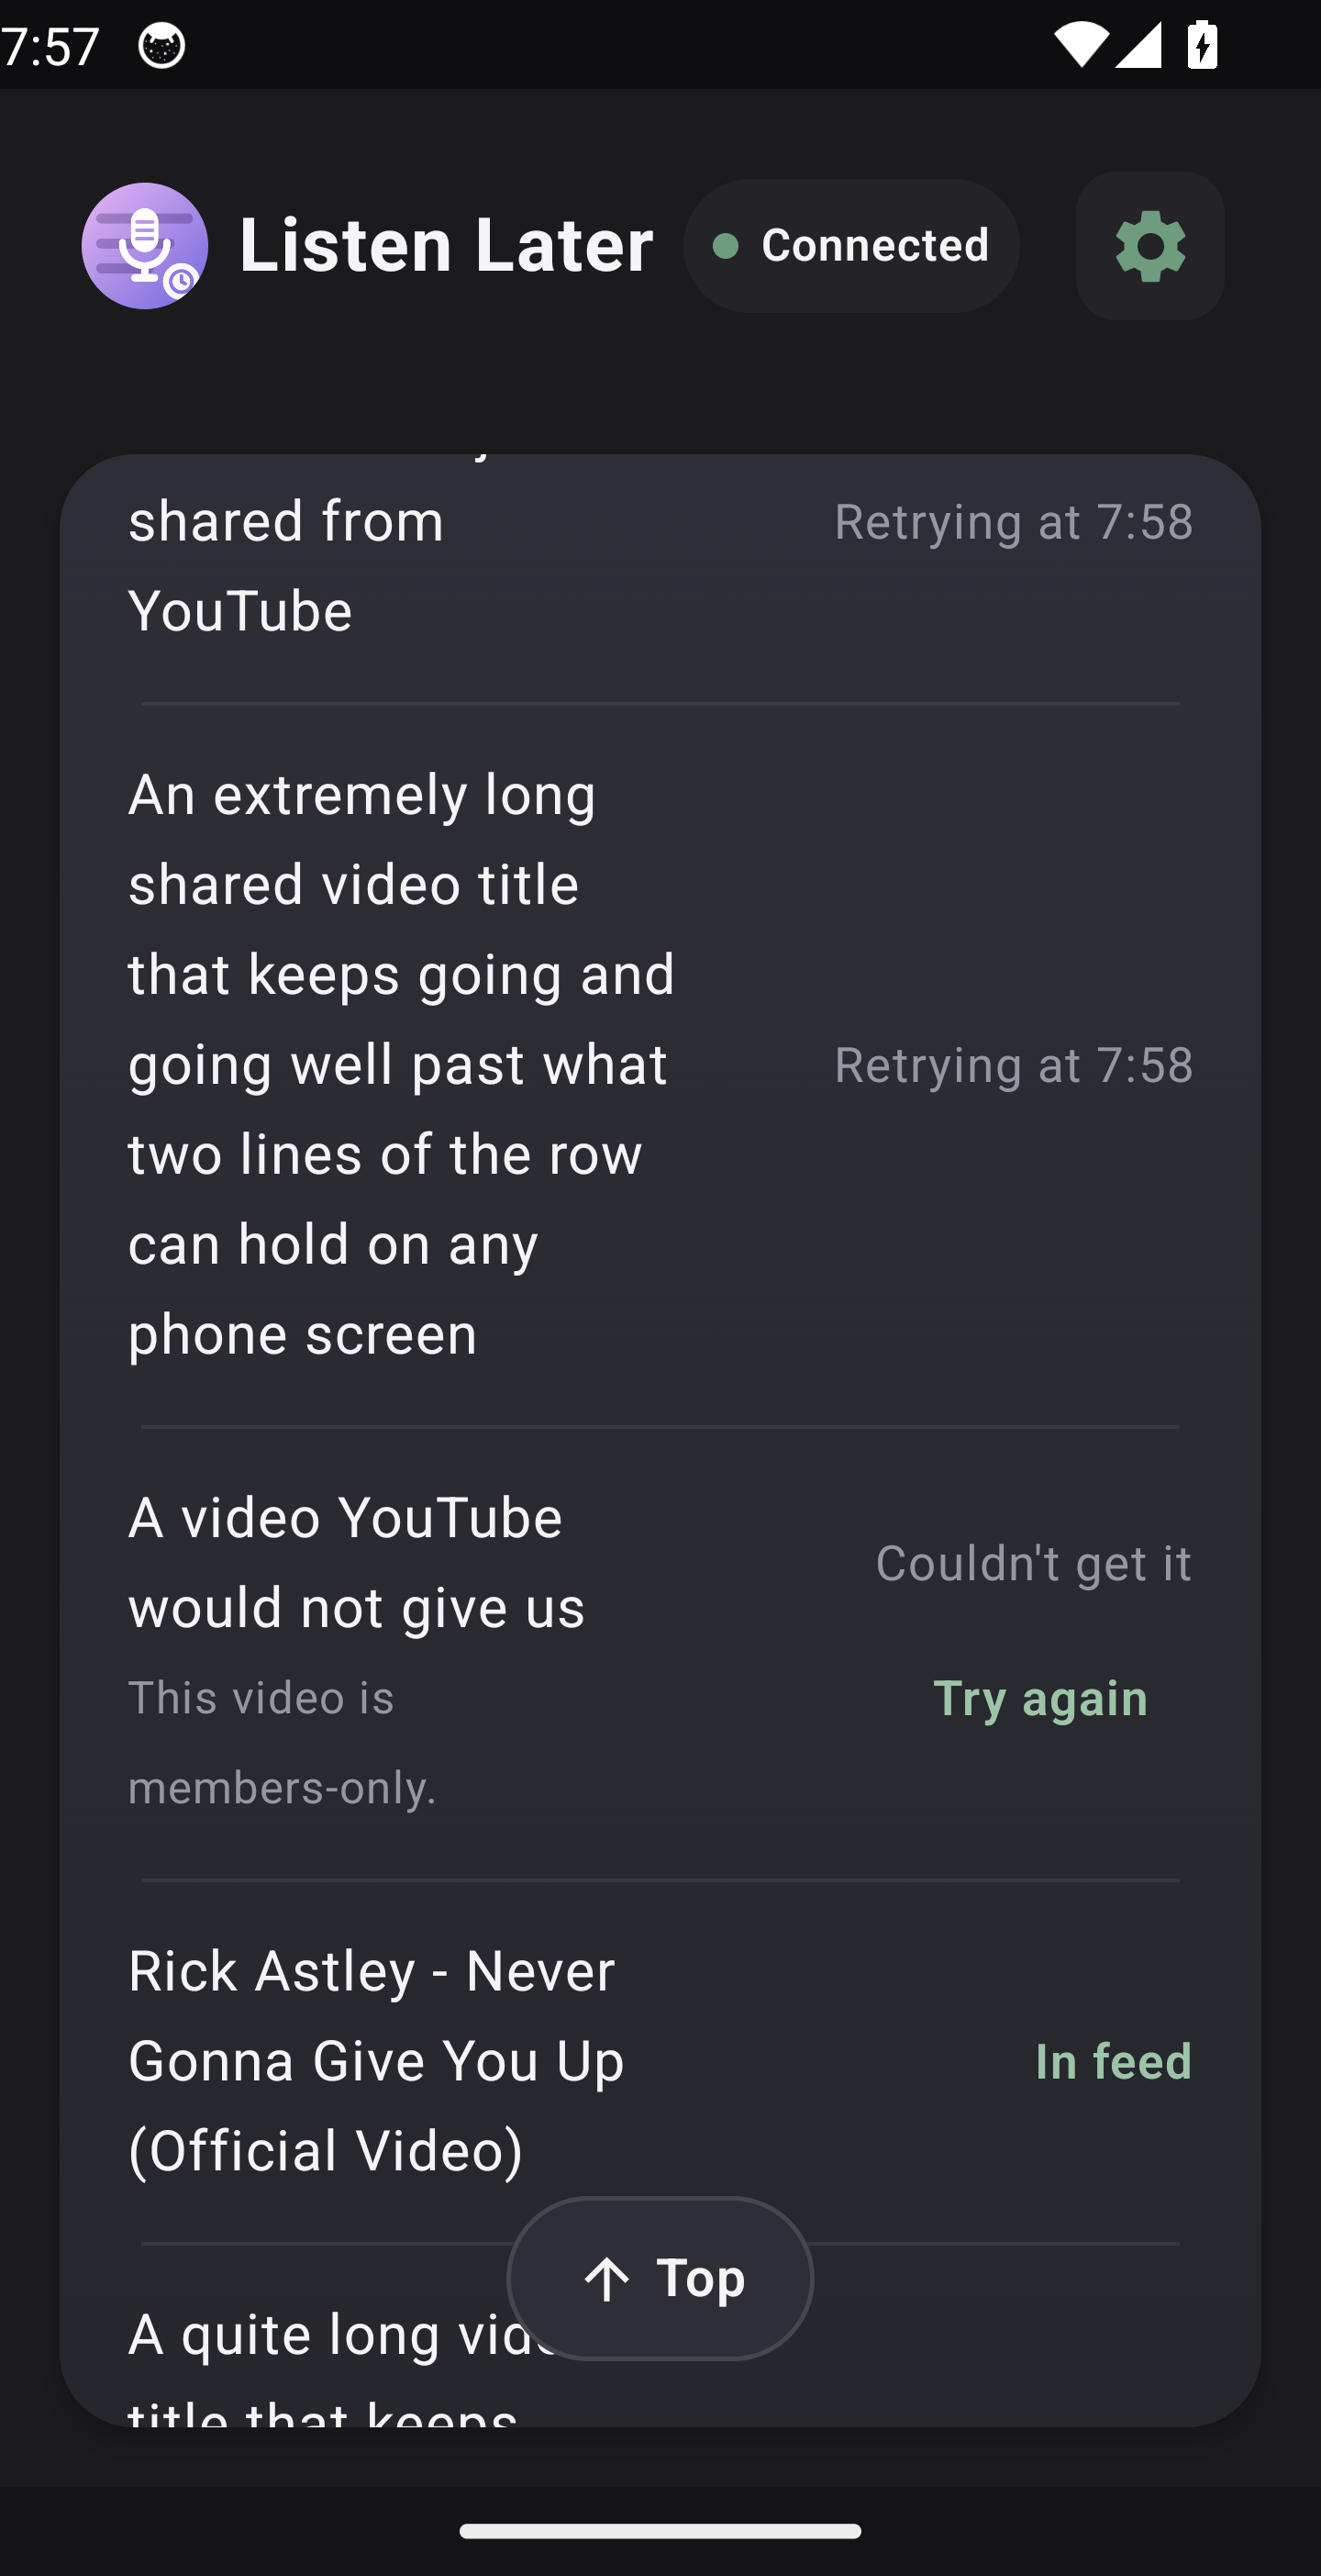 7:57
Listen Later
Connected
shared from
YouTube
Retrying at 7:58
An extremely long
shared video title
that keeps going and
going well past what
two lines of the row
can hold on any
phone screen
Retrying at 7:58
A video YouTube
would not give us
Couldn't get it
This video is
members-only.
Try again
Rick Astley - Never
Gonna Give You Up
(Official Video)
In feed
Top
A quite long
title that keeps